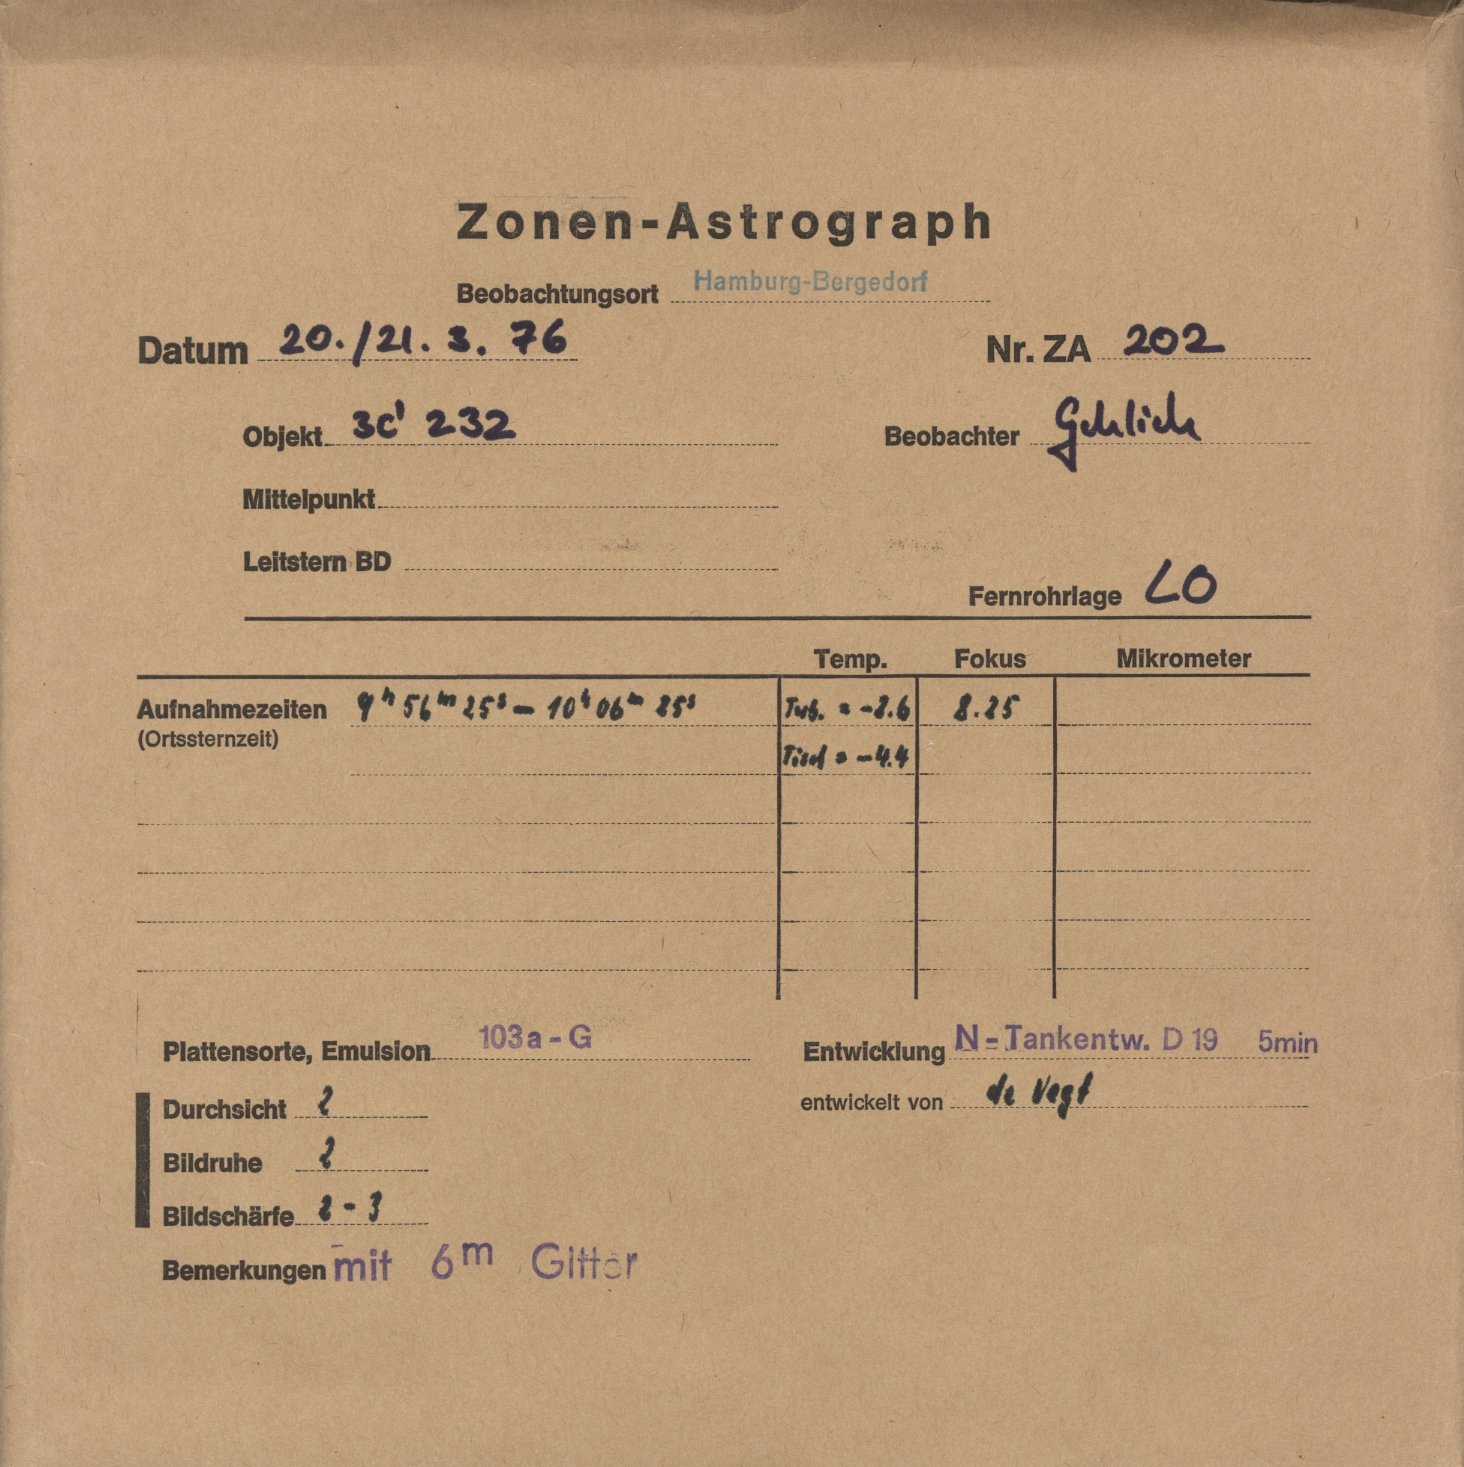 Zonen-Astrograph
Beobachtungsort Hamburg-Bergedorf
Datum 20./21. 3. 76 Nr. ZA 202
Objekt 3C' 232 Beobachter Gehlich
Mittelpunkt
Leitstern BD
Fernrohrlage LO
Temp. Fokus Mikrometer
Aufnahmezeiten 9h 56m 25s – 10h 06m 25s Tub. = -2.6 8.25
(Ortssternzeit)
Tisch = -4.4
Plattensorte, Emulsion 103a-G Entwicklung N-Tankentw. D 19 5min
Durchsicht 2 entwickelt von de Vegt
Bildruhe 2
Bildschärfe 2-3
Bemerkungen mit 6m Gitter